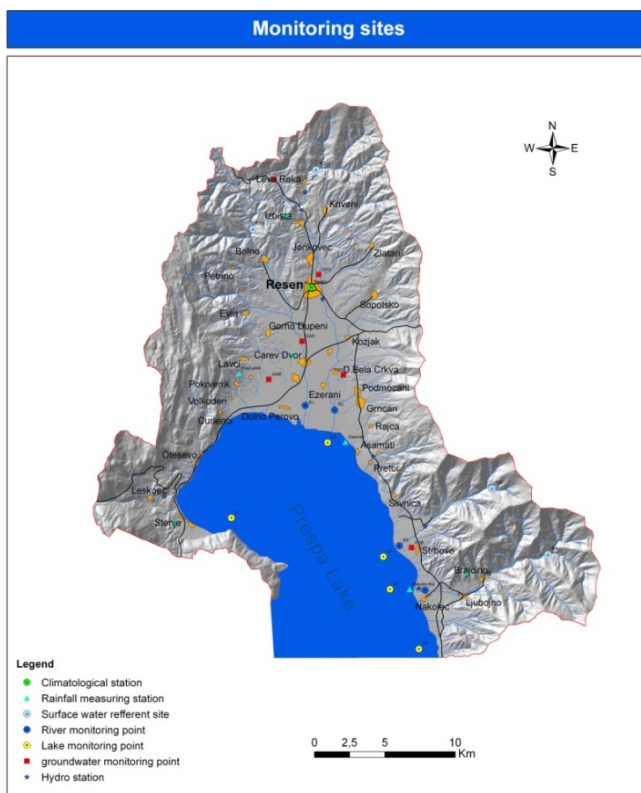 Monitoring sites
N
W E
S
Leva Reka
Kriveni
Izbista
Jankovec
Bolno
Zlatari
Petrino
Resen
Sopotsko
Evla
Gorno Dupeni
Kozjak
Lavci
Carev Dvor
D Bela Crkva
Pokrvenik
Podmocani
Ezerani
Volkoderi
Grncari
Dolno Perovo
Curlenci
Rajca
Asamati
Otesevo
Pretor
Leskoec
Slivnica
Stenje
Prespa Lake
Strbovo
Brajcino
Nakolec
Ljubojno
Legend
Climatological station
Rainfall measuring station
Surface water refferent site
River monitoring point
Lake monitoring point
groundwater monitoring point
Hydro station
0 2,5 5 10
Km